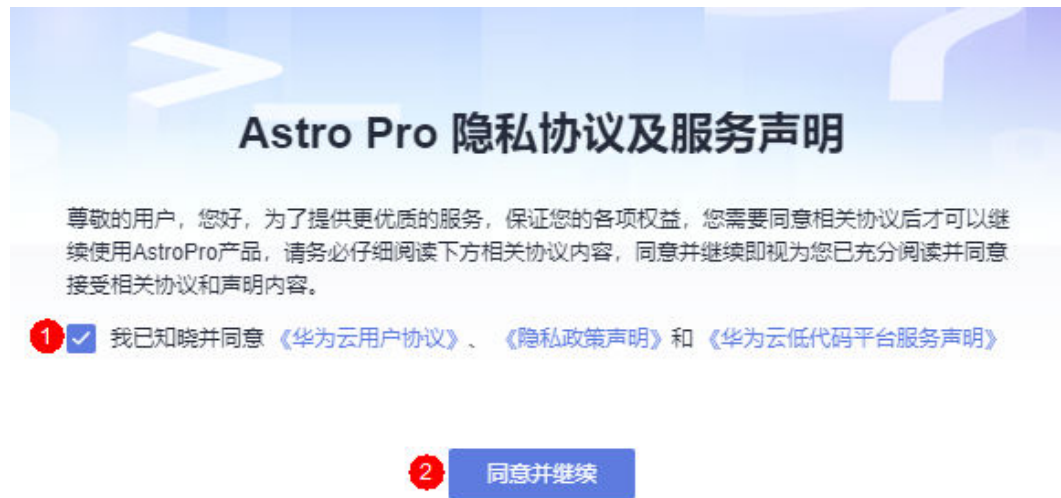 Astro Pro 隐私协议及服务声明
尊敬的用户，您好，为了提供更优质的服务，保证您的各项权益，您需要同意相关协议后才可以继
续使用AstroPro产品，请务必仔细阅读下方相关协议内容，同意并继续即视为您已充分阅读并同意
接受相关协议和声明内容。
1 我已知晓并同意《华为云用户协议》、《隐私政策声明》和《华为云低代码平台服务声明》
2 同意并继续